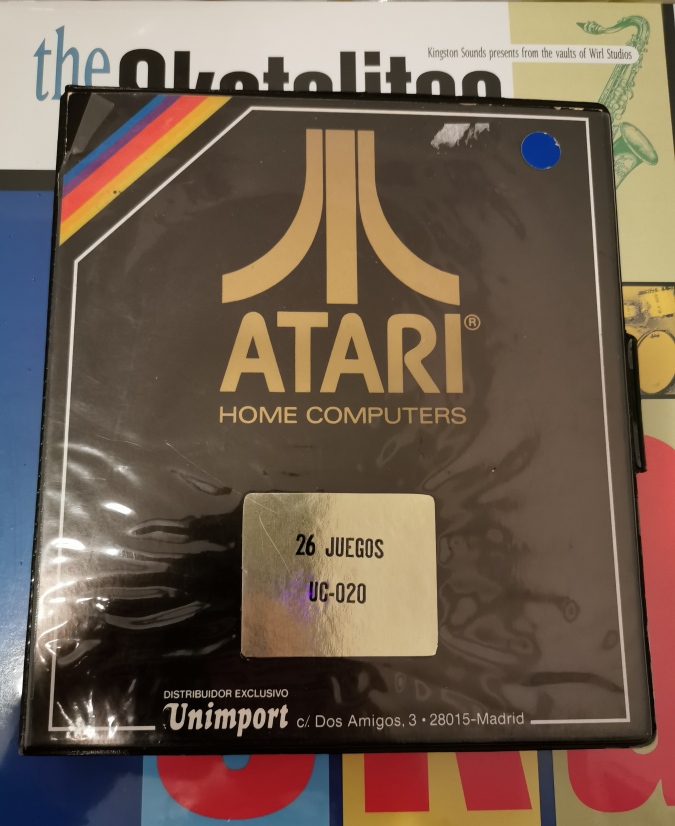 the
Kingston Sounds presents from the vaults of Wirl Studios
ATARI®
HOME COMPUTERS
26 JUEGOS
UC-020
DISTRIBUIDOR EXCLUSIVO
Unimport c/. Dos Amigos, 3 • 28015-Madrid